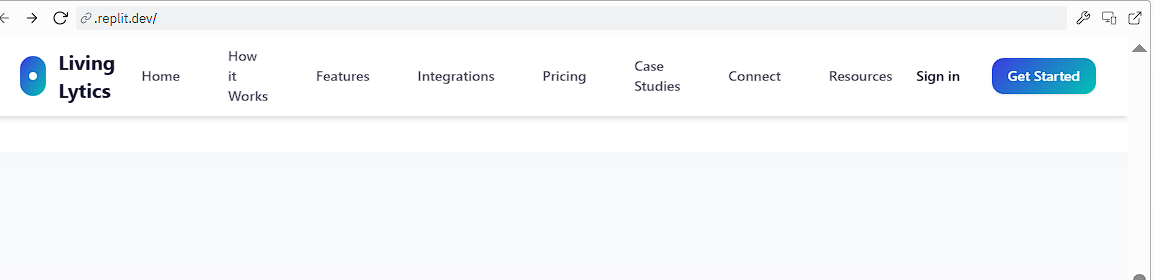 .replit.dev/
Living
Lytics
Home
How
it
Works
Features
Integrations
Pricing
Case
Studies
Connect
Resources
Sign in
Get Started